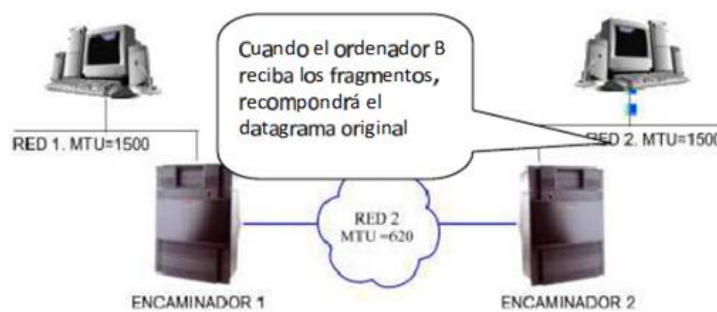 Cuando el ordenador B
reciba los fragmentos,
recompondrá el
datagrama original
RED 1. MTU=1500
RED 2. MTU=1500
RED 2
MTU =620
ENCAMINADOR 1
ENCAMINADOR 2